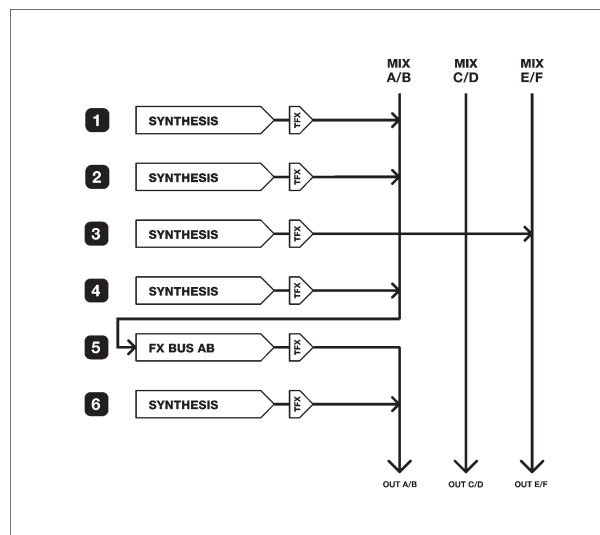 MIX MIX MIX
A/B C/D E/F
1 SYNTHESIS TFX
2 SYNTHESIS TFX
3 SYNTHESIS TFX
4 SYNTHESIS TFX
5 FX BUS AB TFX
6 SYNTHESIS TFX
OUT A/B OUT C/D OUT E/F